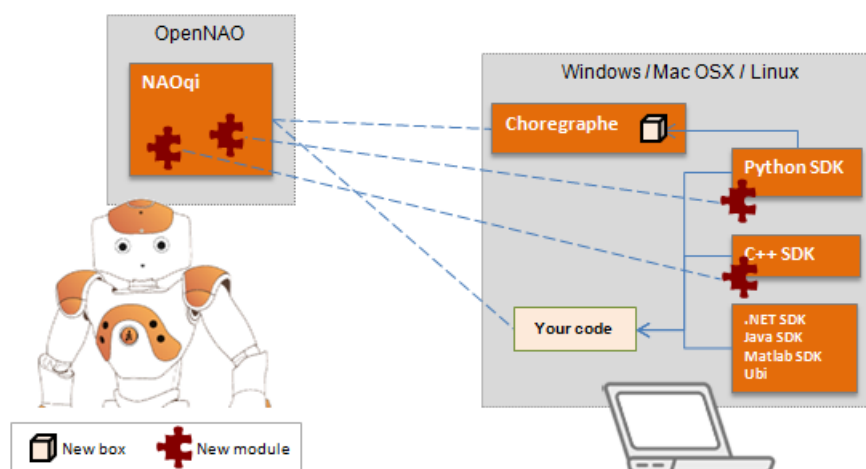 OpenNAO
NAOqi
Windows / Mac OSX / Linux
Choregraphe
Python SDK
C++ SDK
.NET SDK
Java SDK
Matlab SDK
Ubi
Your code
New box
New module